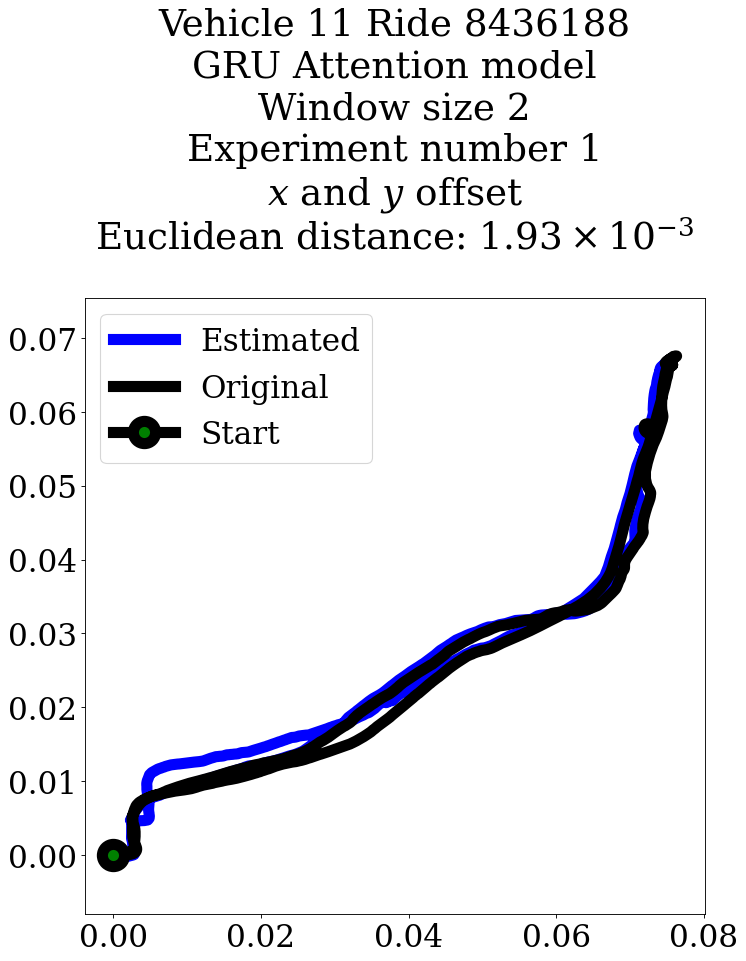 Vehicle 11 Ride 8436188
GRU Attention model
Window size 2
Experiment number 1
x and y offset
Euclidean distance: 1.93 × 10⁻³
Estimated
Original
Start
0.07
0.06
0.05
0.04
0.03
0.02
0.01
0.00
0.00 0.02 0.04 0.06 0.08